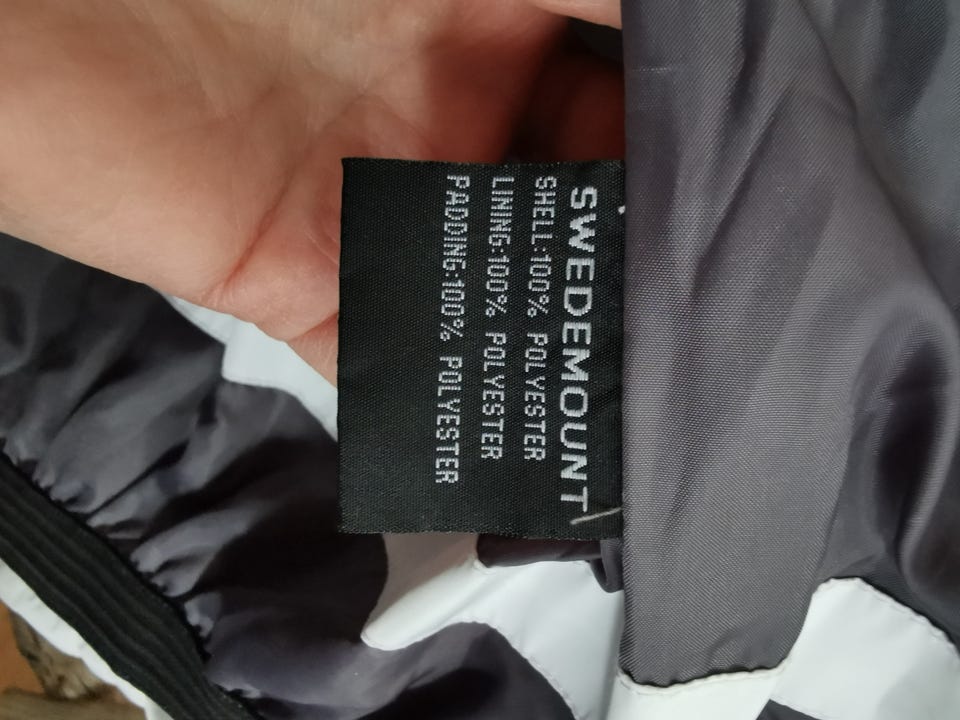 SWEDEMOUNT
SHELL:100% POLYESTER
LINING:100% POLYESTER
PADDING:100% POLYESTER